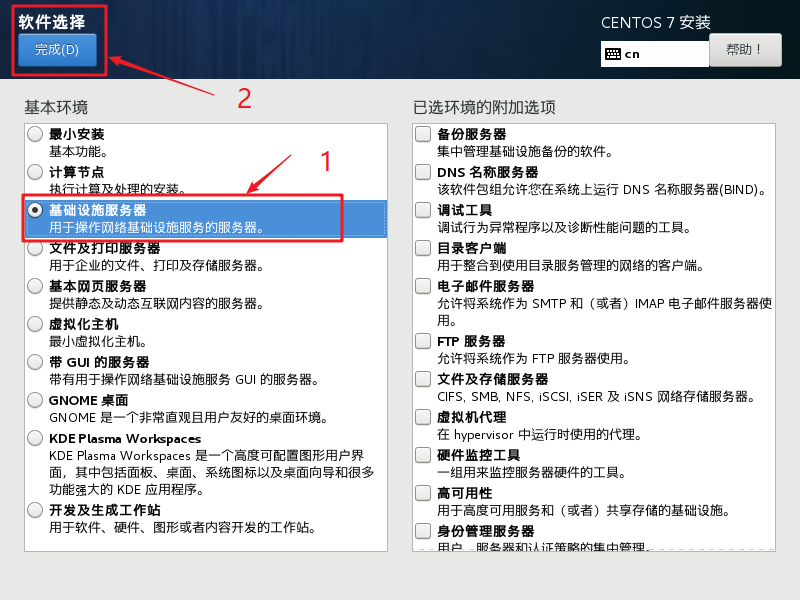 软件选择
CENTOS 7 安装
完成(D)
cn
帮助！
2
基本环境
已选环境的附加选项
最小安装
基本功能。
计算节点
执行计算及处理的安装。
1
基础设施服务器
用于操作网络基础设施服务的服务器。
文件及打印服务器
用于企业的文件、打印及存储服务器。
基本网页服务器
提供静态及动态互联网内容的服务器。
虚拟化主机
最小虚拟化主机。
带 GUI 的服务器
带有用于操作网络基础设施服务 GUI 的服务器。
GNOME 桌面
GNOME 是一个非常直观且用户友好的桌面环境。
KDE Plasma Workspaces
KDE Plasma Workspaces 是一个高度可配置图形用户界
面，其中包括面板、桌面、系统图标以及桌面向导和很多
功能强大的 KDE 应用程序。
开发及生成工作站
用于软件、硬件、图形或者内容开发的工作站。
备份服务器
集中管理基础设施备份的软件。
DNS 名称服务器
该软件包组允许您在系统上运行 DNS 名称服务器(BIND)。
调试工具
调试行为异常程序以及诊断性能问题的工具。
目录客户端
用于整合到使用目录服务管理的网络的客户端。
电子邮件服务器
允许将系统作为 SMTP 和（或者）IMAP 电子邮件服务器使
用。
FTP 服务器
允许将系统作为 FTP 服务器使用。
文件及存储服务器
CIFS, SMB, NFS, iSCSI, iSER 及 iSNS 网络存储服务器。
虚拟机代理
在 hypervisor 中运行时使用的代理。
硬件监控工具
一组用来监控服务器硬件的工具。
高可用性
用于高度可用服务和（或者）共享存储的基础设施。
身份管理服务器
用户、服务器和认证策略的集中管理。